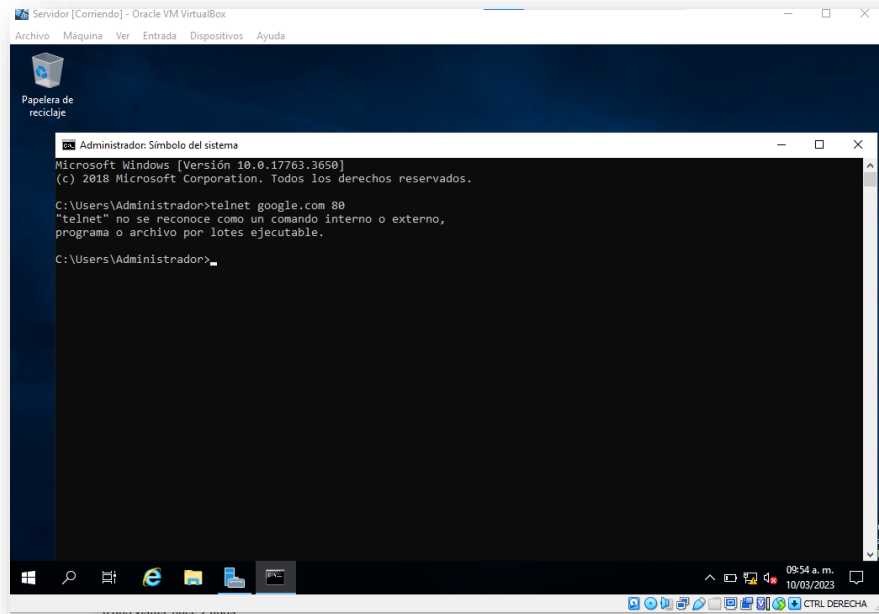 Servidor [Corriendo] - Oracle VM VirtualBox
Archivo Máquina Ver Entrada Dispositivos Ayuda
Papelera de
reciclaje
Administrador: Símbolo del sistema
Microsoft Windows [Versión 10.0.17763.3650]
(c) 2018 Microsoft Corporation. Todos los derechos reservados.
C:\Users\Administrador>telnet google.com 80
"telnet" no se reconoce como un comando interno o externo,
programa o archivo por lotes ejecutable.
C:\Users\Administrador>
09:54 a. m.
10/03/2023
CTRL DERECHA